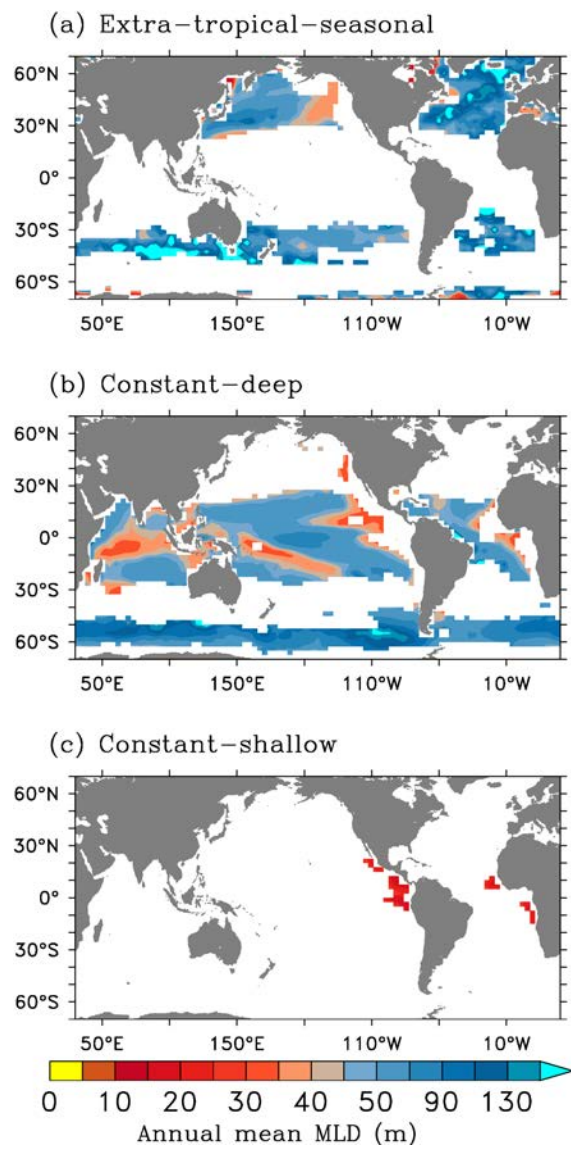 (a) Extra-tropical-seasonal
60°N
30°N
0°
30°S
60°S
50°E 150°E 110°W 10°W
(b) Constant-deep
60°N
30°N
0°
30°S
60°S
50°E 150°E 110°W 10°W
(c) Constant-shallow
60°N
30°N
0°
30°S
60°S
50°E 150°E 110°W 10°W
0 10 20 30 40 50 90 130
Annual mean MLD (m)